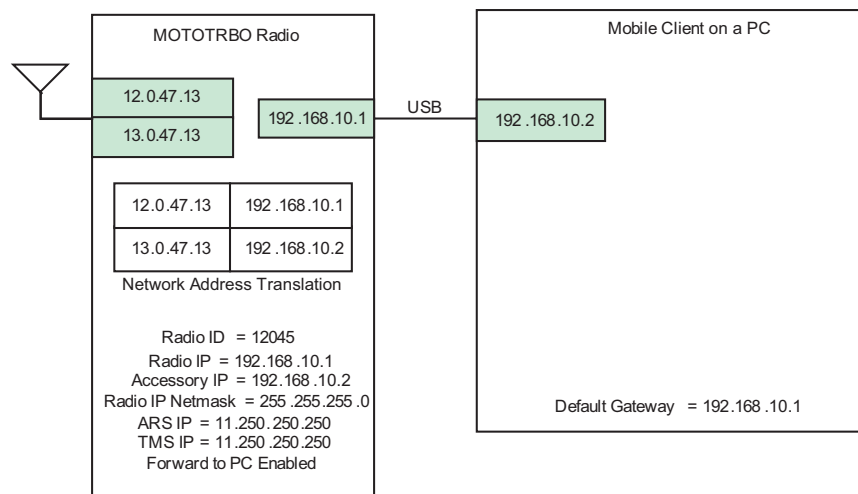 MOTOTRBO Radio
12.0.47.13
13.0.47.13
192.168.10.1
USB
Mobile Client on a PC
192.168.10.2
12.0.47.13 192.168.10.1
13.0.47.13 192.168.10.2
Network Address Translation
Radio ID = 12045
Radio IP = 192.168.10.1
Accessory IP = 192.168.10.2
Radio IP Netmask = 255.255.255.0
ARS IP = 11.250.250.250
TMS IP = 11.250.250.250
Forward to PC Enabled
Default Gateway = 192.168.10.1